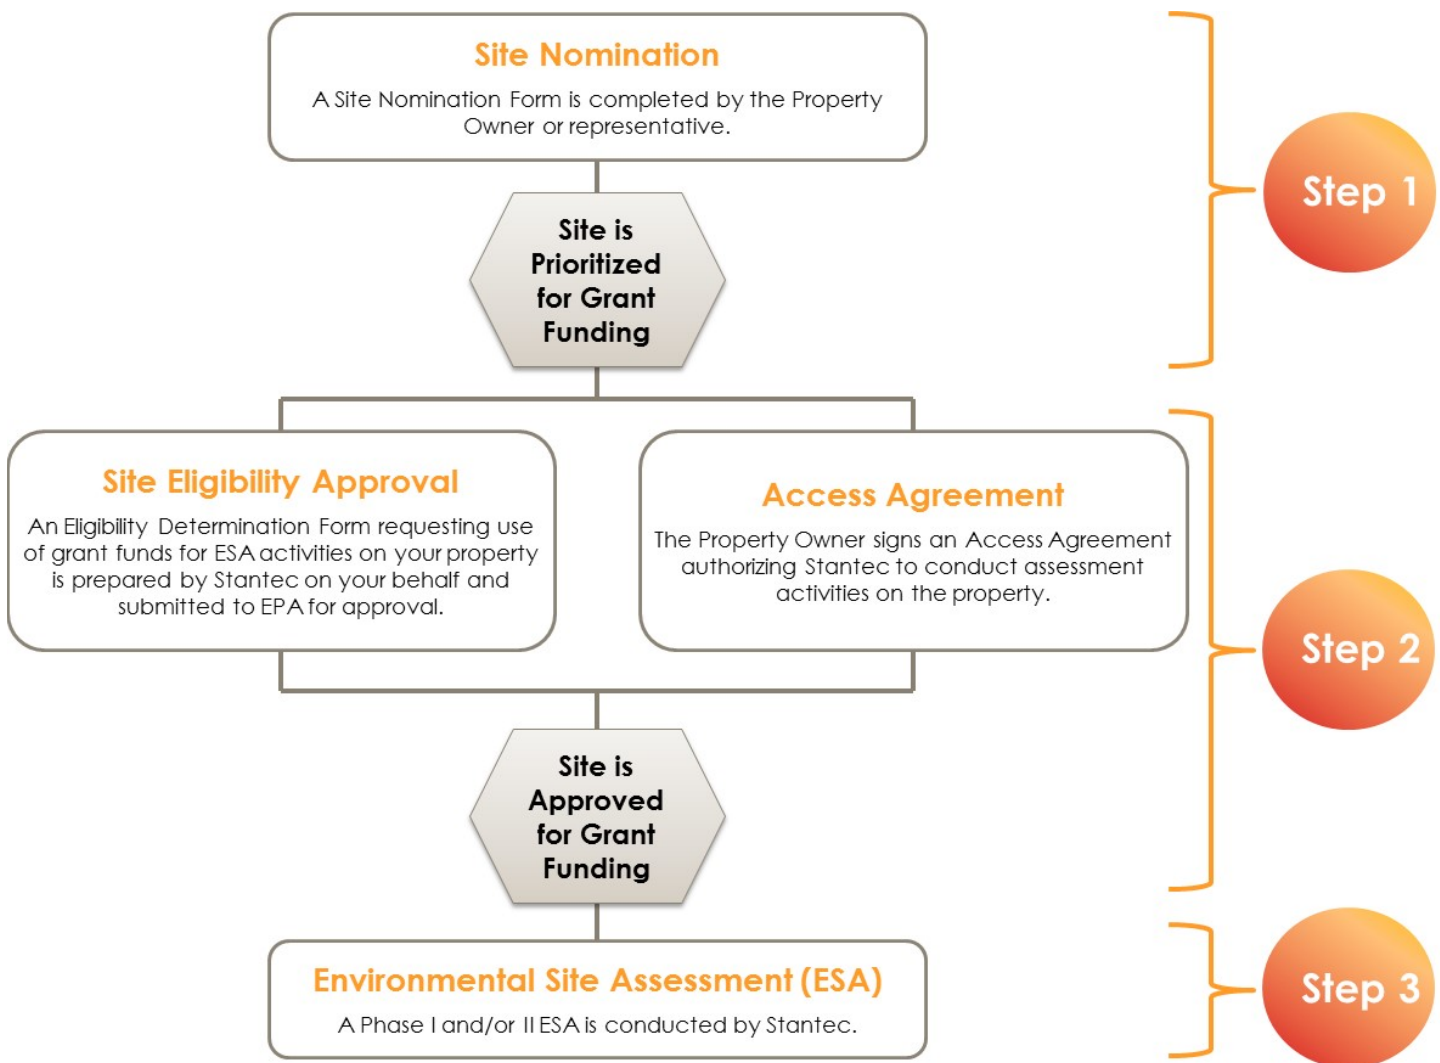 Site Nomination
A Site Nomination Form is completed by the Property
Owner or representative.
Step 1
Site is
Prioritized
for Grant
Funding
Site Eligibility Approval
An Eligibility Determination Form requesting use
of grant funds for ESA activities on your property
is prepared by Stantec on your behalf and
submitted to EPA for approval.
Access Agreement
The Property Owner signs an Access Agreement
authorizing Stantec to conduct assessment
activities on the property.
Step 2
Site is
Approved
for Grant
Funding
Environmental Site Assessment (ESA)
A Phase I and/or II ESA is conducted by Stantec.
Step 3